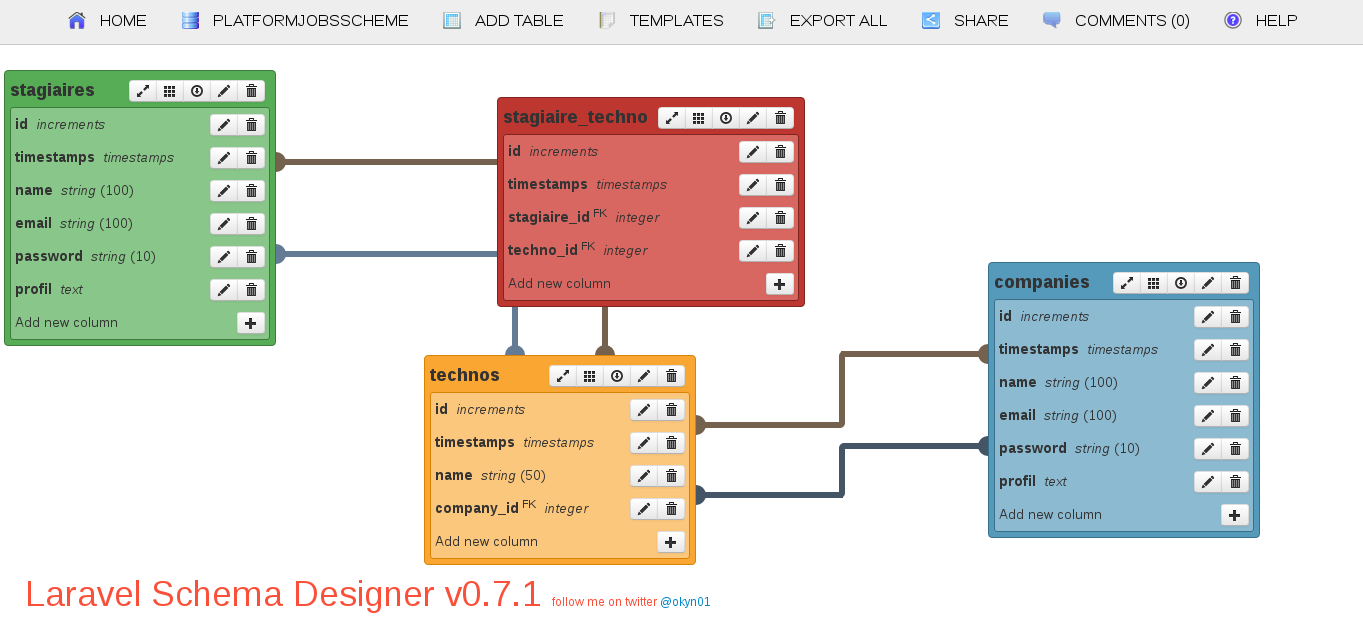 HOME PLATFORMJOBSSCHEME ADD TABLE TEMPLATES EXPORT ALL SHARE COMMENTS (0) HELP
stagiaires
id increments
timestamps timestamps
name string (100)
email string (100)
password string (10)
profil text
Add new column
stagiaire_techno
id increments
timestamps timestamps
stagiaire_id FK integer
techno_id FK integer
Add new column
technos
id increments
timestamps timestamps
name string (50)
company_id FK integer
Add new column
companies
id increments
timestamps timestamps
name string (100)
email string (100)
password string (10)
profil text
Add new column
Laravel Schema Designer v0.7.1 follow me on twitter @okyn01